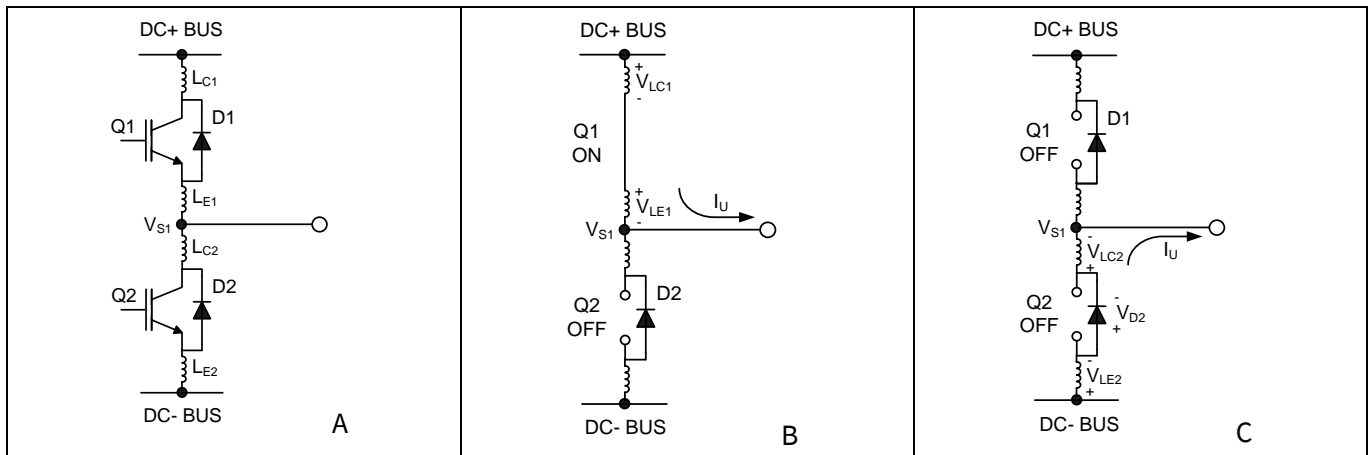 DC+ BUS
LC1
Q1
D1
LE1
VS1
LC2
Q2
D2
LE2
DC- BUS
A
DC+ BUS
+
VLC1
-
Q1
ON
+
VLE1
-
IU
VS1
Q2
OFF
D2
DC- BUS
B
DC+ BUS
Q1
OFF
D1
VS1
-
VLC2
+
IU
Q2
OFF
-
VD2
+
-
VLE2
+
DC- BUS
C